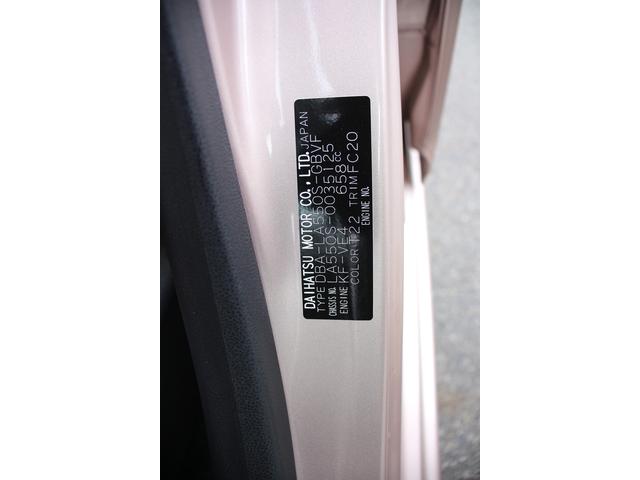 DAIHATSU MOTOR CO., LTD. JAPAN
TYPE DBA-LA550S-GBVF
CHASSIS NO. LA550S-0035125
ENGINE KF-VE4 658cc
COLOR T22 TRIM FC20
ENGINE NO.